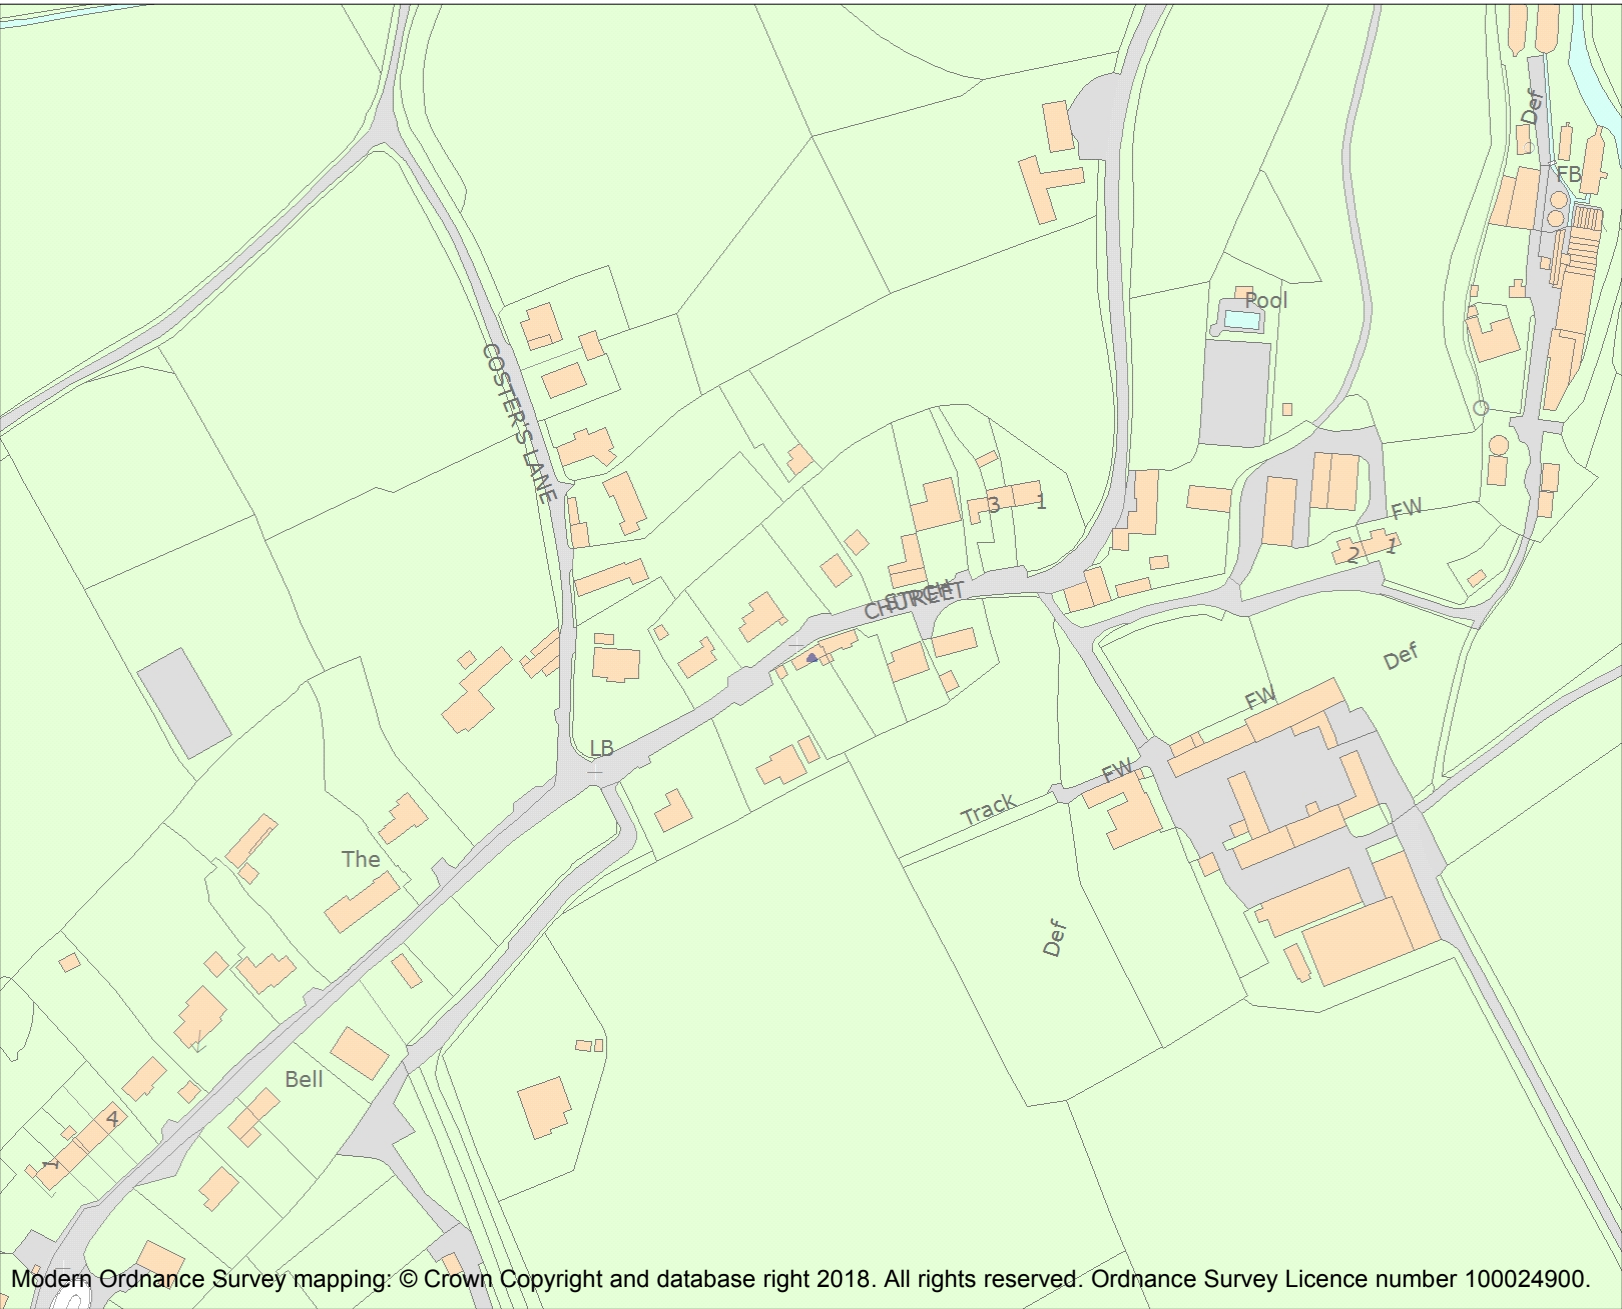 Def
FB
Pool
COSTER'S LANE
3
1
FW
2
1
CHURCH
STREET
Def
FW
LB
FW
Track
The
Def
Bell
4
1
Modern Ordnance Survey mapping: © Crown Copyright and database right 2018. All rights reserved. Ordnance Survey Licence number 100024900.